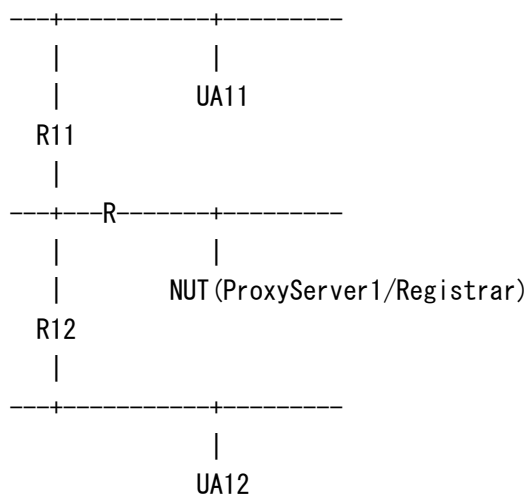 UA11
R11
R
NUT(ProxyServer1/Registrar)
R12
UA12